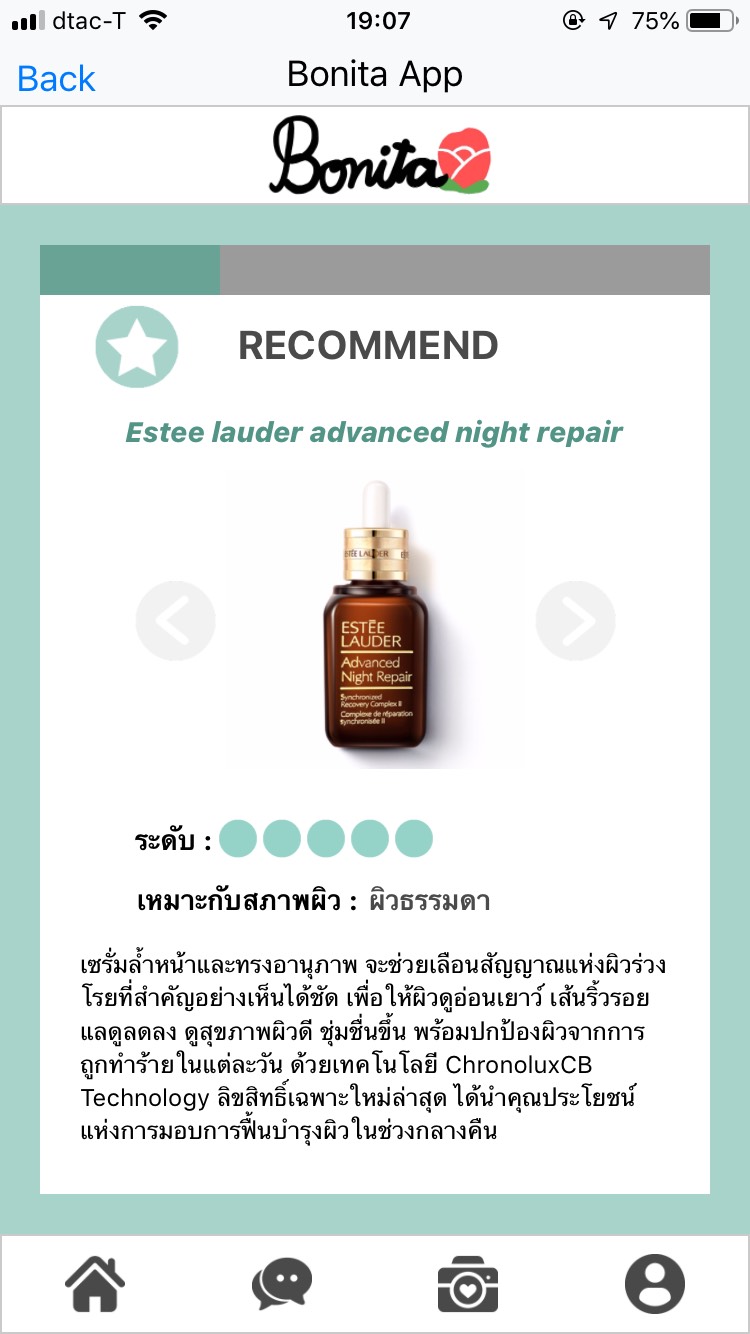 dtac-T 19:07 75%
Back Bonita App
Bonita
RECOMMEND
Estee lauder advanced night repair
ESTÉE LAUDER
ESTĒE
LAUDER
Advanced
Night Repair
Synchronized
Recovery Complex II
Complexe de réparation
synchronisée II
ระดับ :
เหมาะกับสภาพผิว : ผิวธรรมดา
เซรั่มล้ำหน้าและทรงอานุภาพ จะช่วยเลือนสัญญาณแห่งผิวร่วง
โรยที่สำคัญอย่างเห็นได้ชัด เพื่อให้ผิวดูอ่อนเยาว์ เส้นริ้วรอย
แลดูลดลง ดูสุขภาพผิวดี ชุ่มชื่นขึ้น พร้อมปกป้องผิวจากการ
ถูกทำร้ายในแต่ละวัน ด้วยเทคโนโลยี ChronoluxCB
Technology ลิขสิทธิ์เฉพาะใหม่ล่าสุด ได้นำคุณประโยชน์
แห่งการมอบการฟื้นบำรุงผิวในช่วงกลางคืน